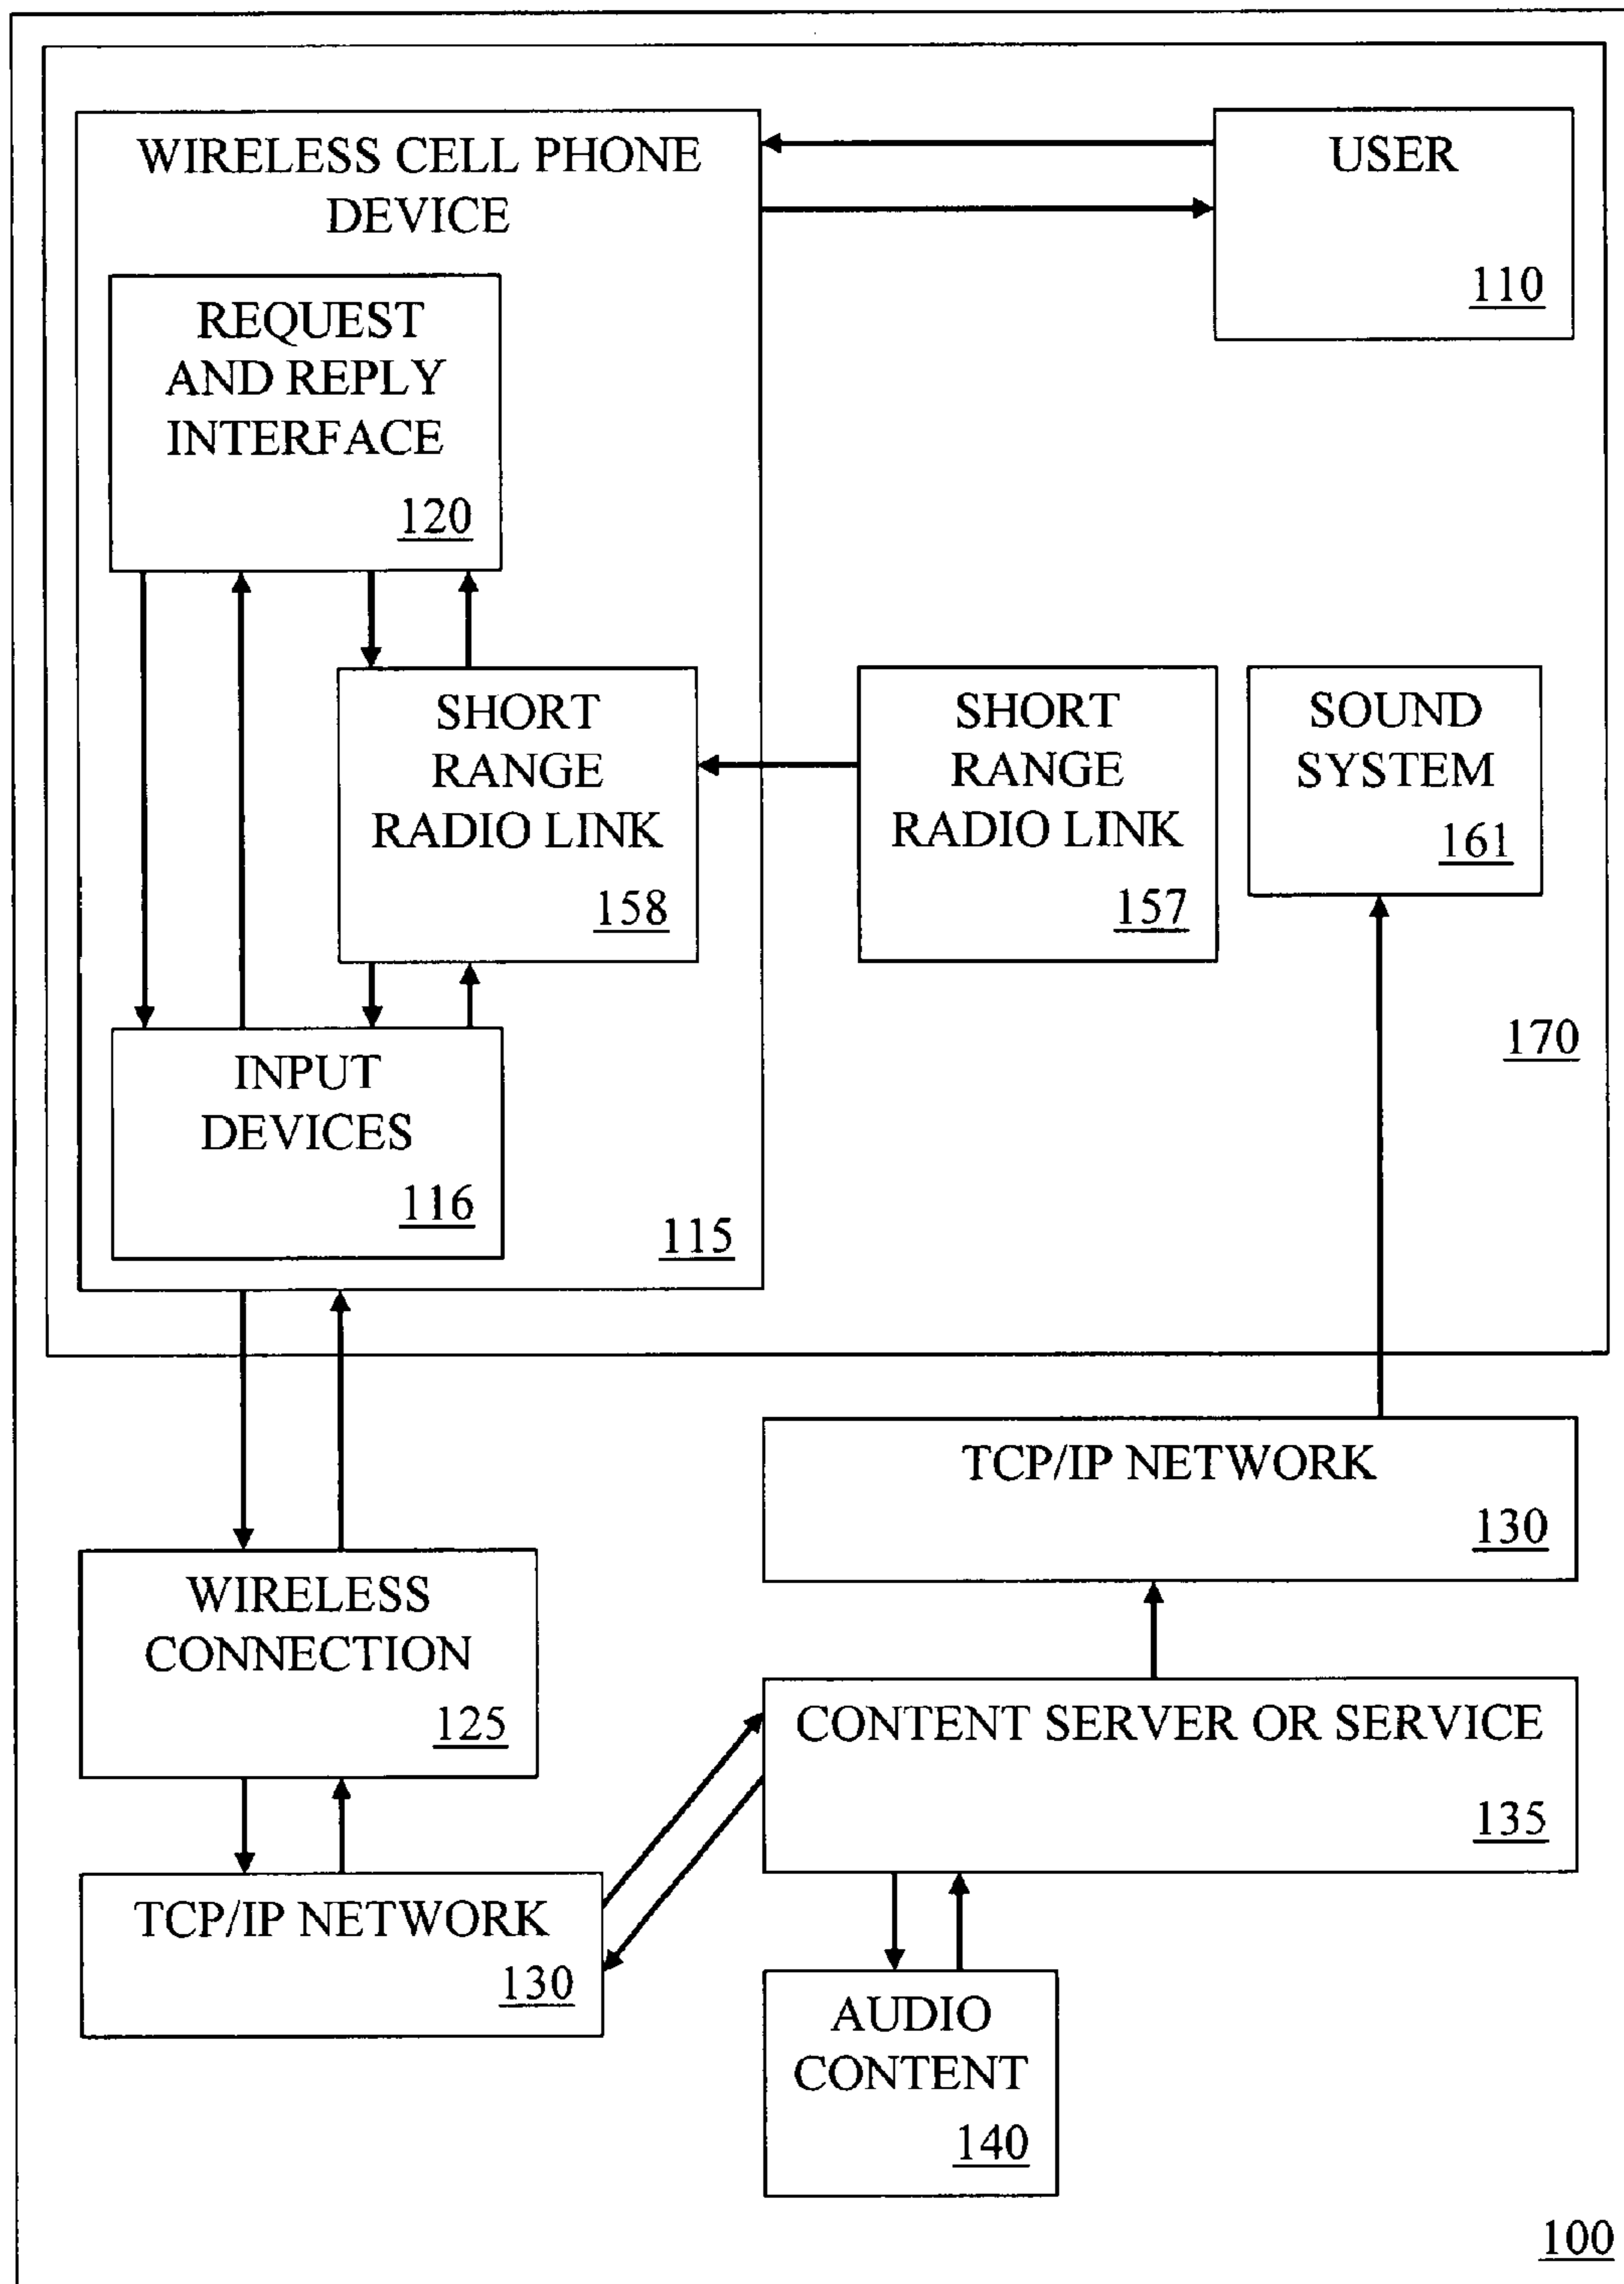 WIRELESS CELL PHONE
DEVICE
USER
110
REQUEST
AND REPLY
INTERFACE
120
SHORT
RANGE
RADIO LINK
158
SHORT
RANGE
RADIO LINK
157
SOUND
SYSTEM
161
170
INPUT
DEVICES
116
115
TCP/IP NETWORK
130
WIRELESS
CONNECTION
125
CONTENT SERVER OR SERVICE
135
TCP/IP NETWORK
130
AUDIO
CONTENT
140
100